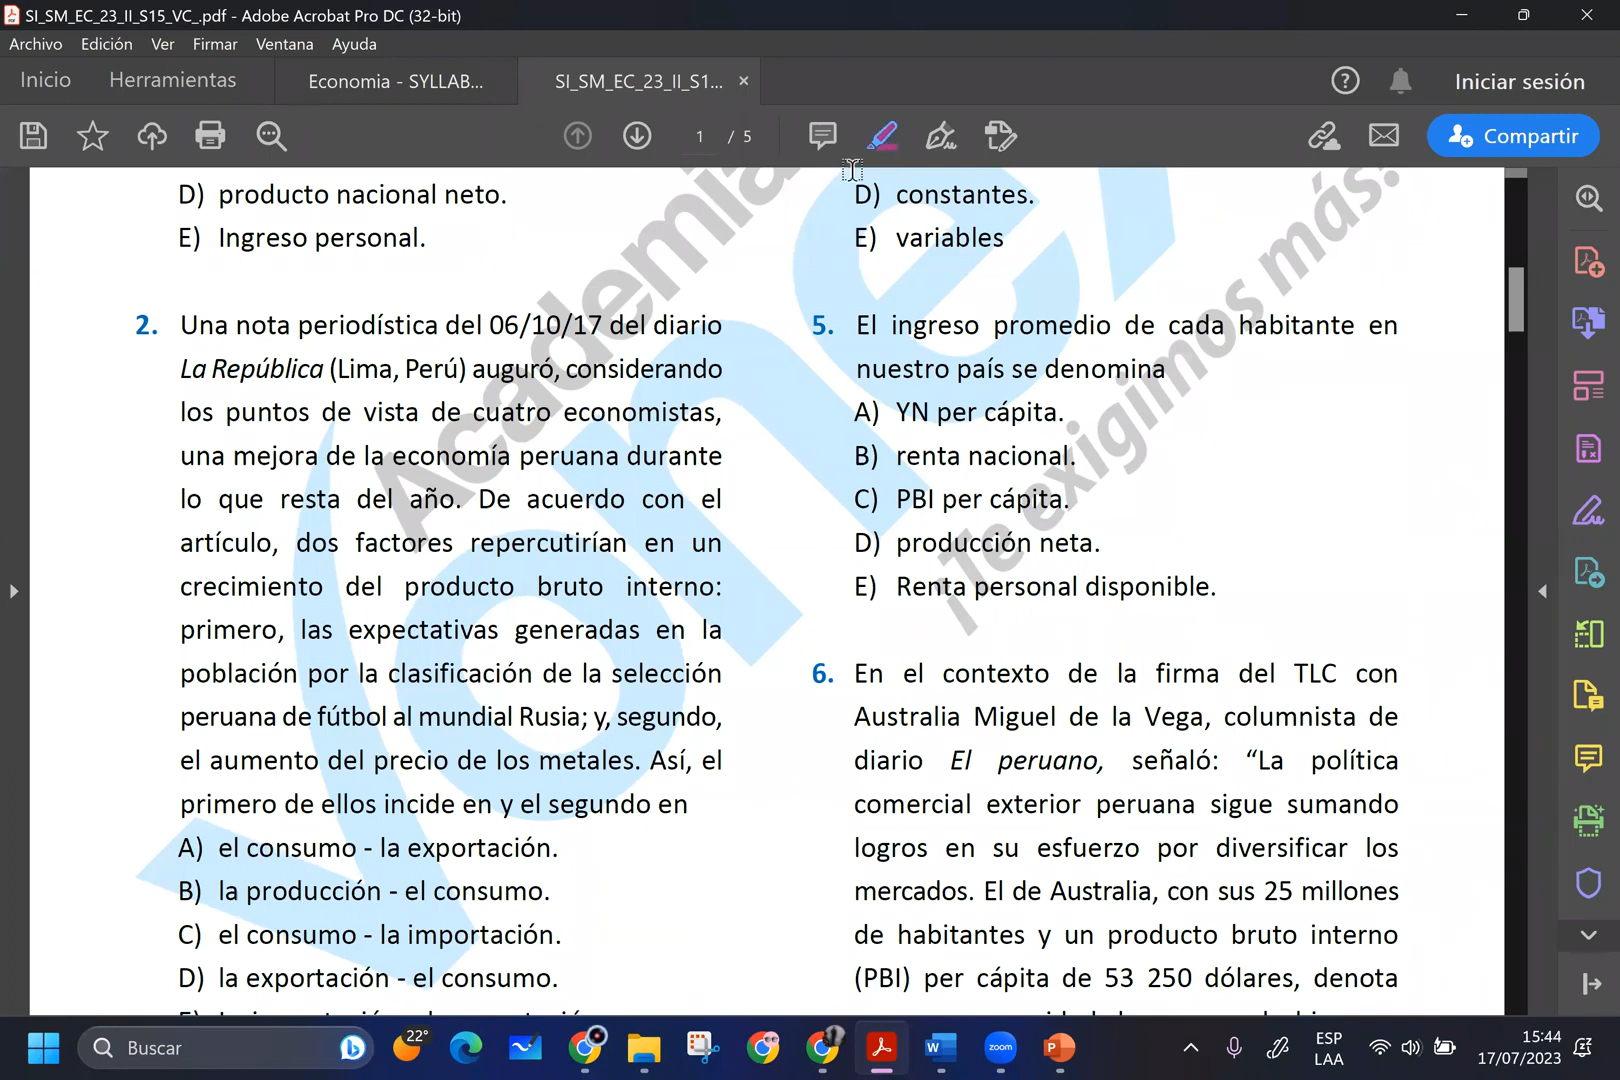 SI_SM_EC_23_II_S15_VC_.pdf - Adobe Acrobat Pro DC (32-bit)
Archivo Edición Ver Firmar Ventana Ayuda
Inicio Herramientas Economia - SYLLAB... SI_SM_EC_23_II_S1... Iniciar sesión
1 / 5 Compartir
D) producto nacional neto.
E) Ingreso personal.
2. Una nota periodística del 06/10/17 del diario
La República (Lima, Perú) auguró, considerando
los puntos de vista de cuatro economistas,
una mejora de la economía peruana durante
lo que resta del año. De acuerdo con el
artículo, dos factores repercutirían en un
crecimiento del producto bruto interno:
primero, las expectativas generadas en la
población por la clasificación de la selección
peruana de fútbol al mundial Rusia; y, segundo,
el aumento del precio de los metales. Así, el
primero de ellos incide en y el segundo en
A) el consumo - la exportación.
B) la producción - el consumo.
C) el consumo - la importación.
D) la exportación - el consumo.
D) constantes.
E) variables
5. El ingreso promedio de cada habitante en
nuestro país se denomina
A) YN per cápita.
B) renta nacional.
C) PBI per cápita.
D) producción neta.
E) Renta personal disponible.
6. En el contexto de la firma del TLC con
Australia Miguel de la Vega, columnista de
diario El peruano, señaló: “La política
comercial exterior peruana sigue sumando
logros en su esfuerzo por diversificar los
mercados. El de Australia, con sus 25 millones
de habitantes y un producto bruto interno
(PBI) per cápita de 53 250 dólares, denota
Academia
Vonex
¡Te exigimos más!
Buscar
22°
zoom
ESP
LAA
15:44
17/07/2023